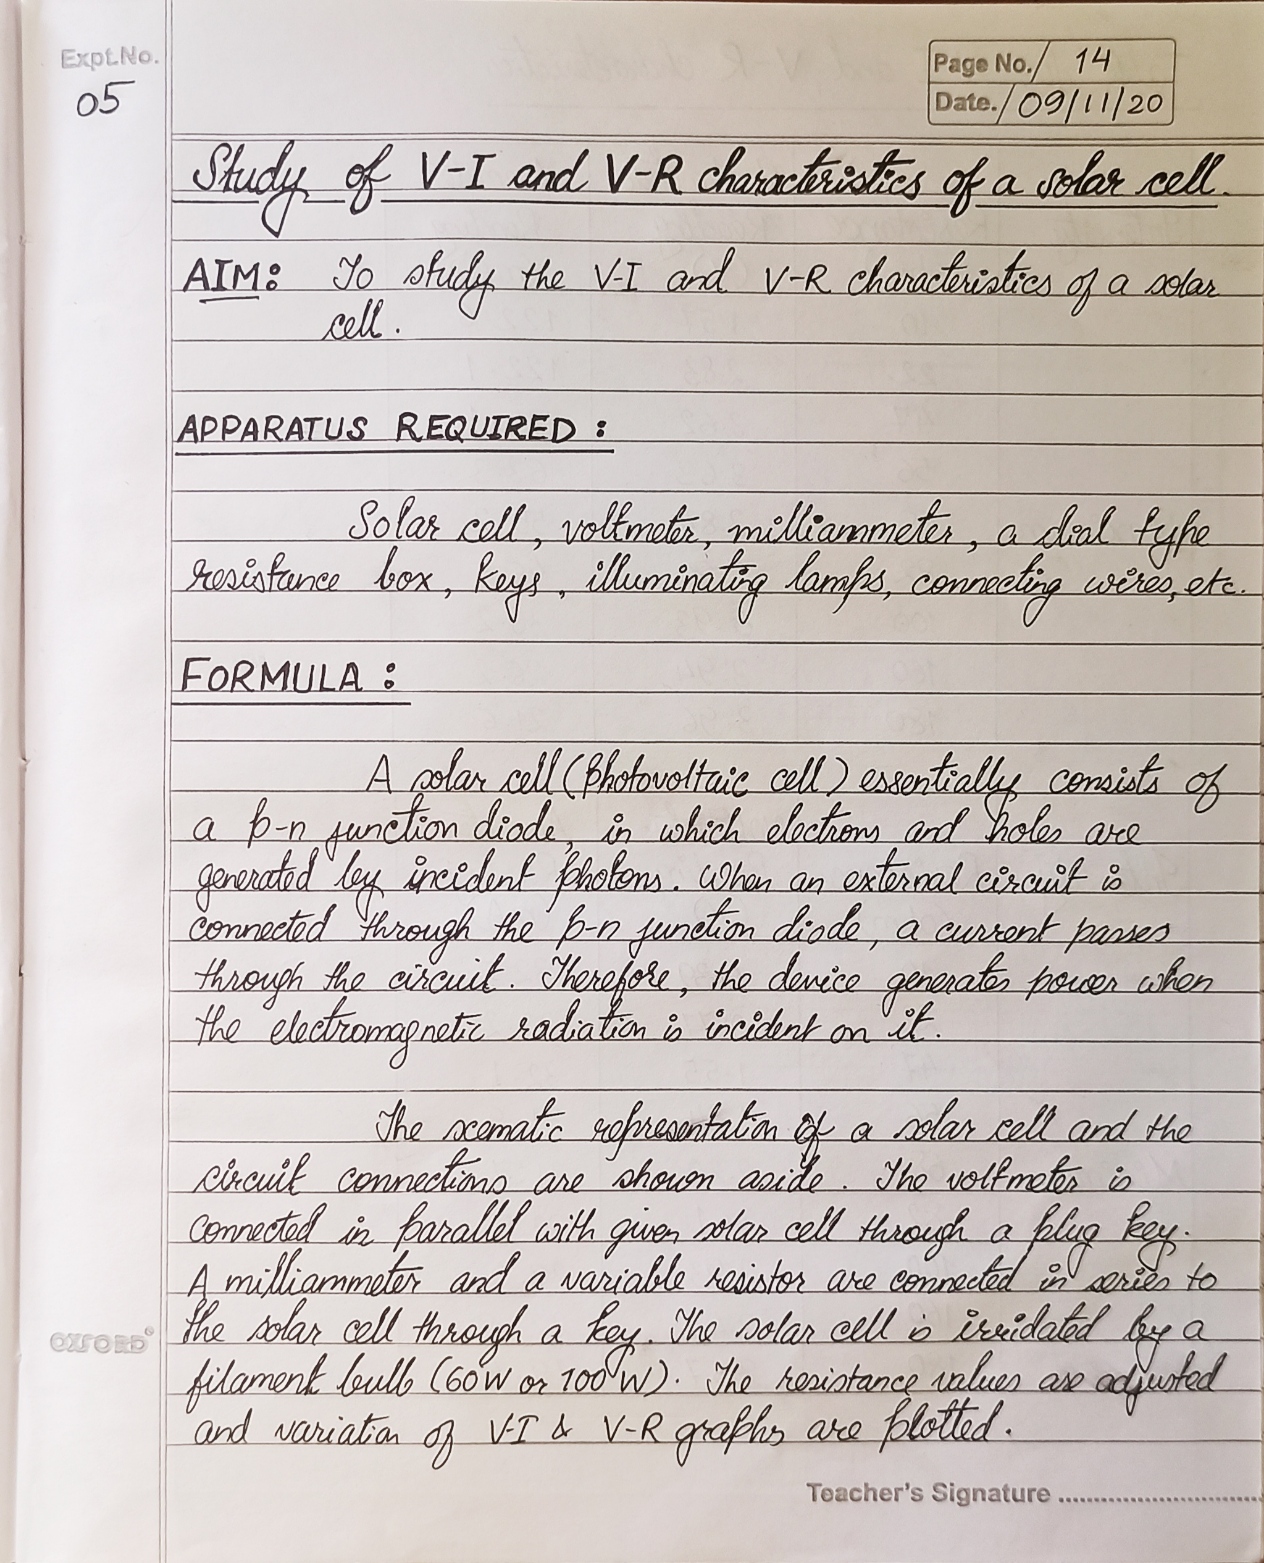 Expt.No.
05
Page No. 14
Date. 09/11/20
Study of V-I and V-R characteristics of a solar cell.
AIM: To study the V-I and V-R characteristics of a solar
cell.
APPARATUS REQUIRED:
Solar cell, voltmeter, milliammeter, a dial type
resistance box, keys, illuminating lamps, connecting wires, etc.
FORMULA:
A solar cell (photovoltaic cell) essentially consists of
a p-n junction diode, in which electrons and holes are
generated by incident photons. When an external circuit is
connected through the p-n junction diode, a current passes
through the circuit. Therefore, the device generates power when
the electromagnetic radiation is incident on it.
The scematic representation of a solar cell and the
circuit connections are shown aside. The voltmeter is
connected in parallel with given solar cell through a plug key.
A milliammeter and a variable resistor are connected in series to
the solar cell through a key. The solar cell is irridated by a
filament bulb (60W or 100W). The resistance values are adjusted
and variation of V-I & V-R graphs are plotted.
OXFORD
Teacher's Signature